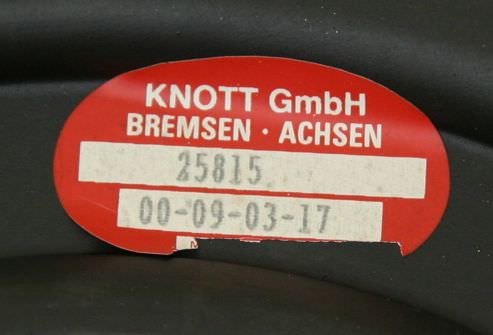 KNOTT GmbH
BREMSEN · ACHSEN
25815
00-09-03-17